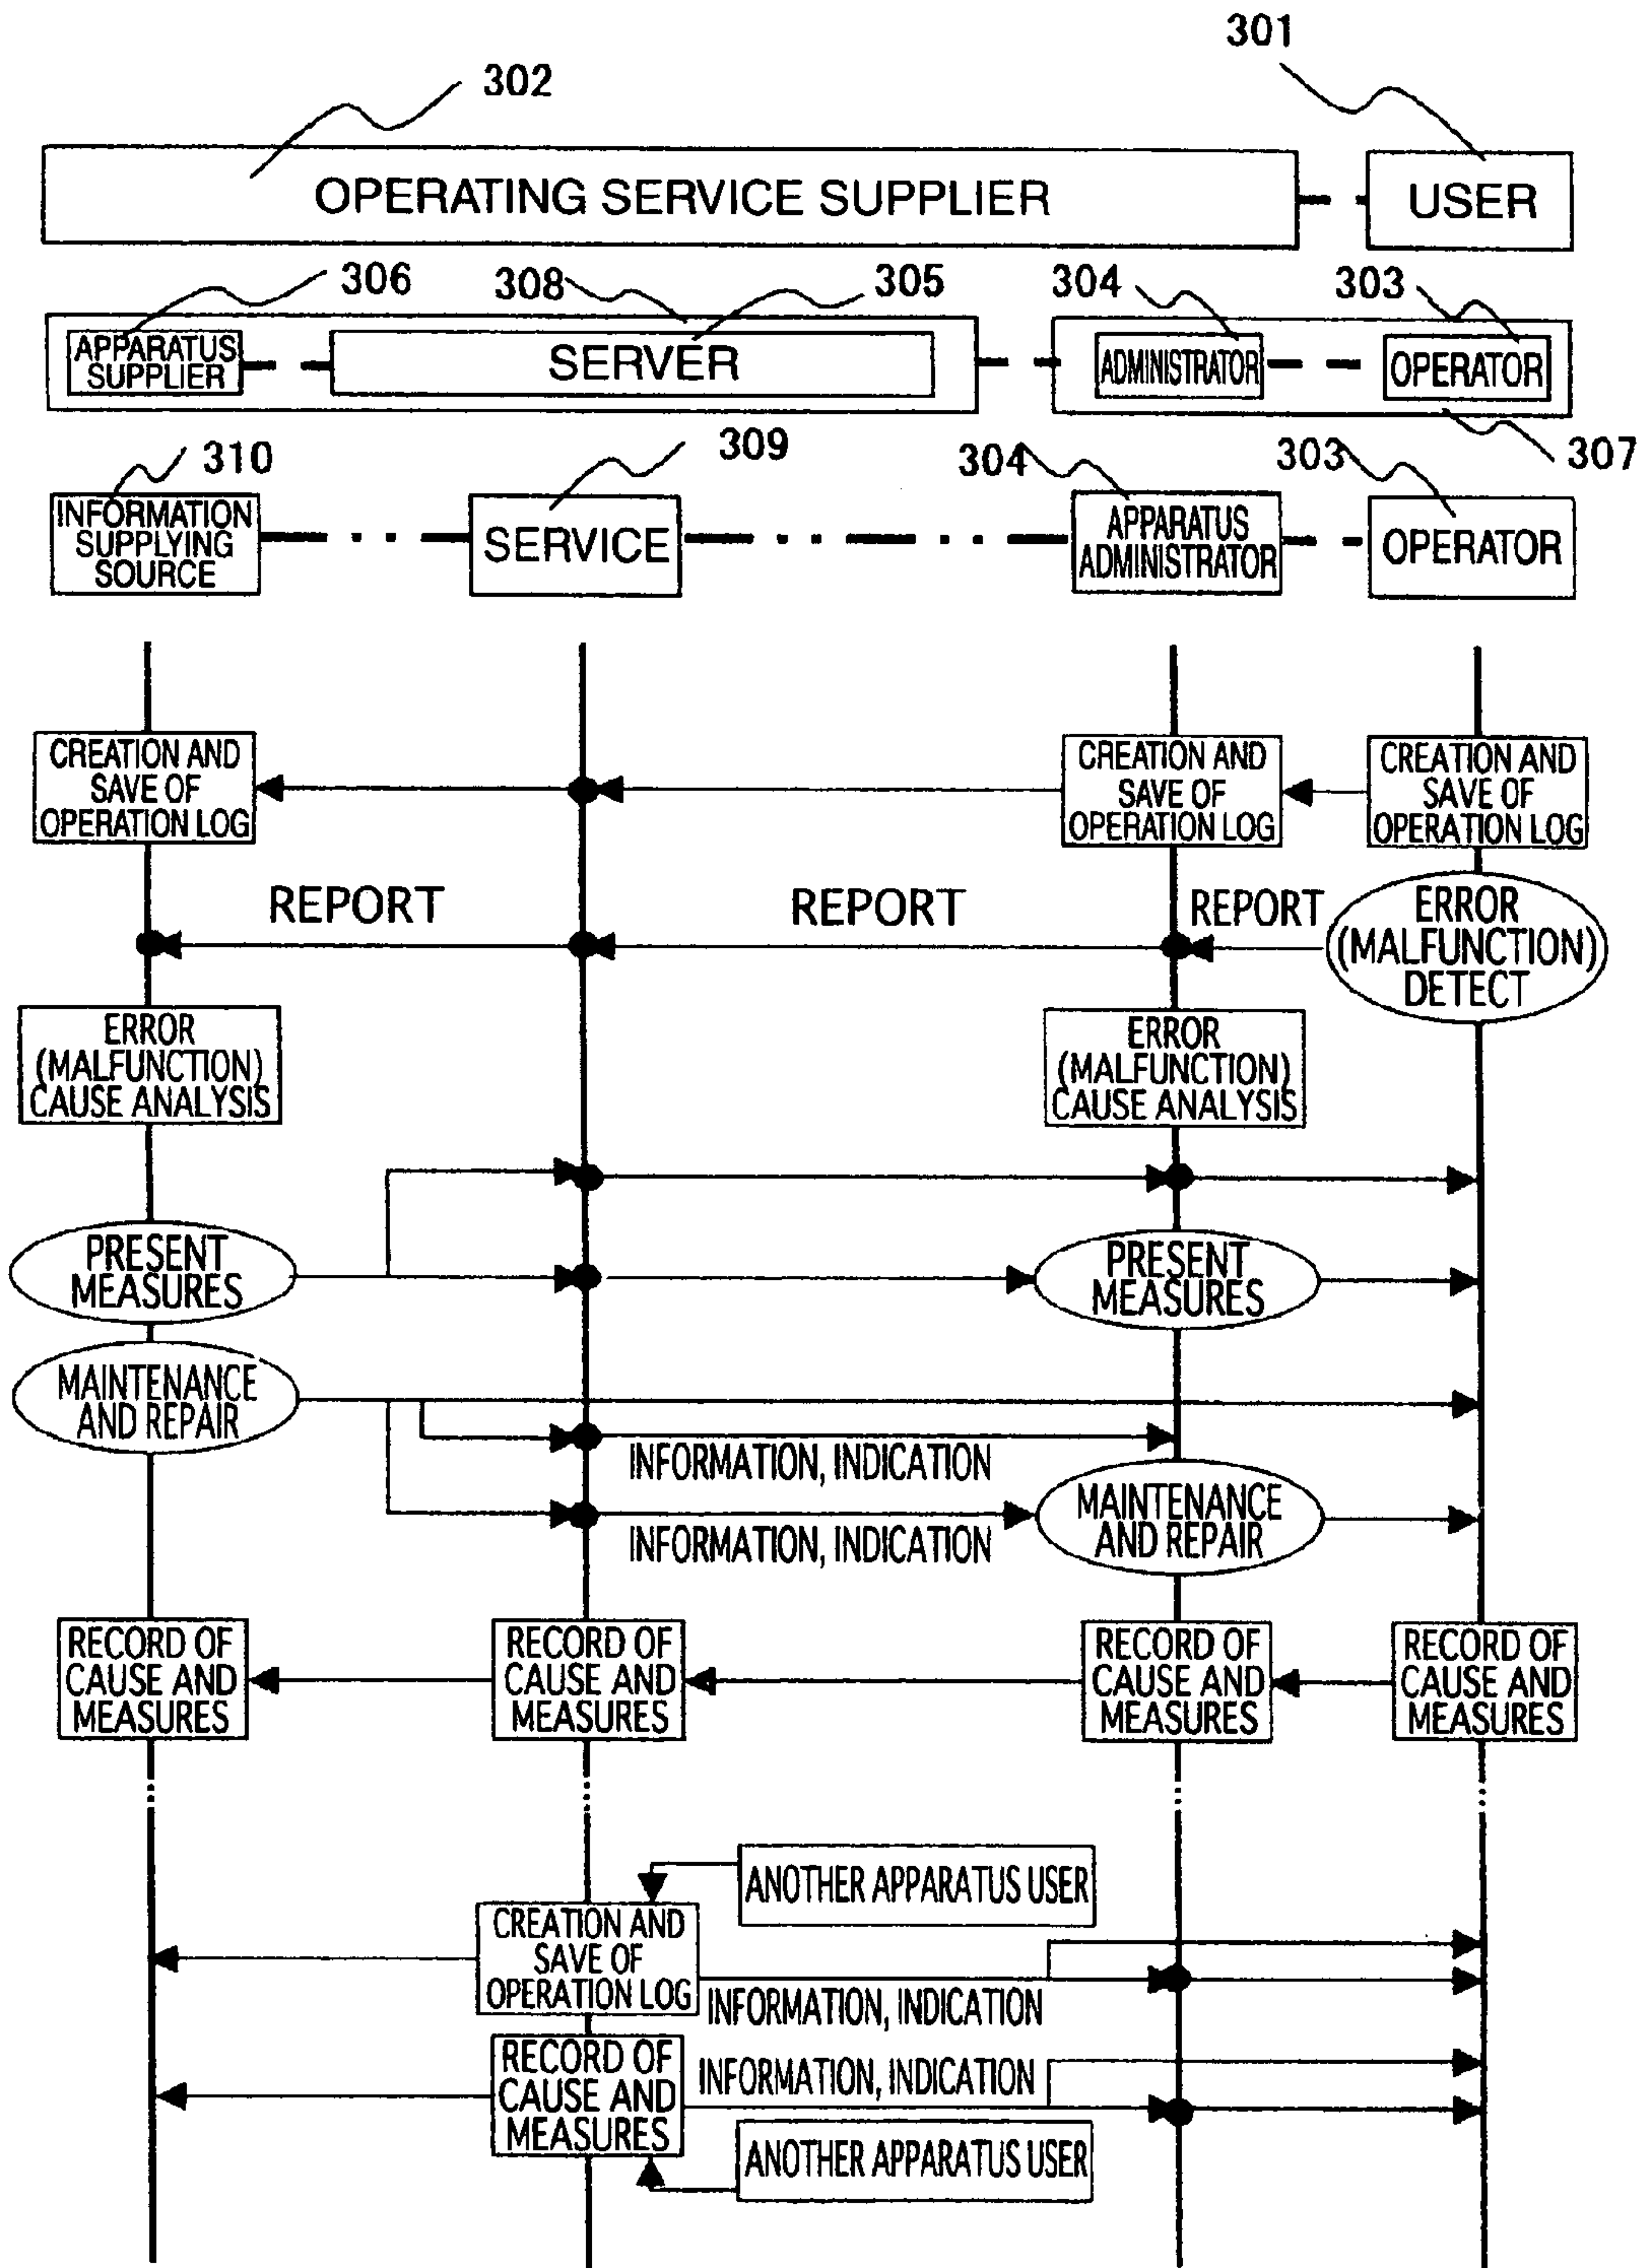 301
302
OPERATING SERVICE SUPPLIER
USER
306
308
305
304
303
APPARATUS
SUPPLIER
SERVER
ADMINISTRATOR
OPERATOR
310
309
304
303
307
INFORMATION
SUPPLYING
SOURCE
SERVICE
APPARATUS
ADMINISTRATOR
OPERATOR
CREATION AND
SAVE OF
OPERATION LOG
CREATION AND
SAVE OF
OPERATION LOG
CREATION AND
SAVE OF
OPERATION LOG
REPORT
REPORT
REPORT
ERROR
(MALFUNCTION)
DETECT
ERROR
(MALFUNCTION)
CAUSE ANALYSIS
ERROR
(MALFUNCTION)
CAUSE ANALYSIS
PRESENT
MEASURES
PRESENT
MEASURES
MAINTENANCE
AND REPAIR
INFORMATION, INDICATION
INFORMATION, INDICATION
MAINTENANCE
AND REPAIR
RECORD OF
CAUSE AND
MEASURES
RECORD OF
CAUSE AND
MEASURES
RECORD OF
CAUSE AND
MEASURES
RECORD OF
CAUSE AND
MEASURES
ANOTHER APPARATUS USER
CREATION AND
SAVE OF
OPERATION LOG
INFORMATION, INDICATION
RECORD OF
CAUSE AND
MEASURES
INFORMATION, INDICATION
ANOTHER APPARATUS USER